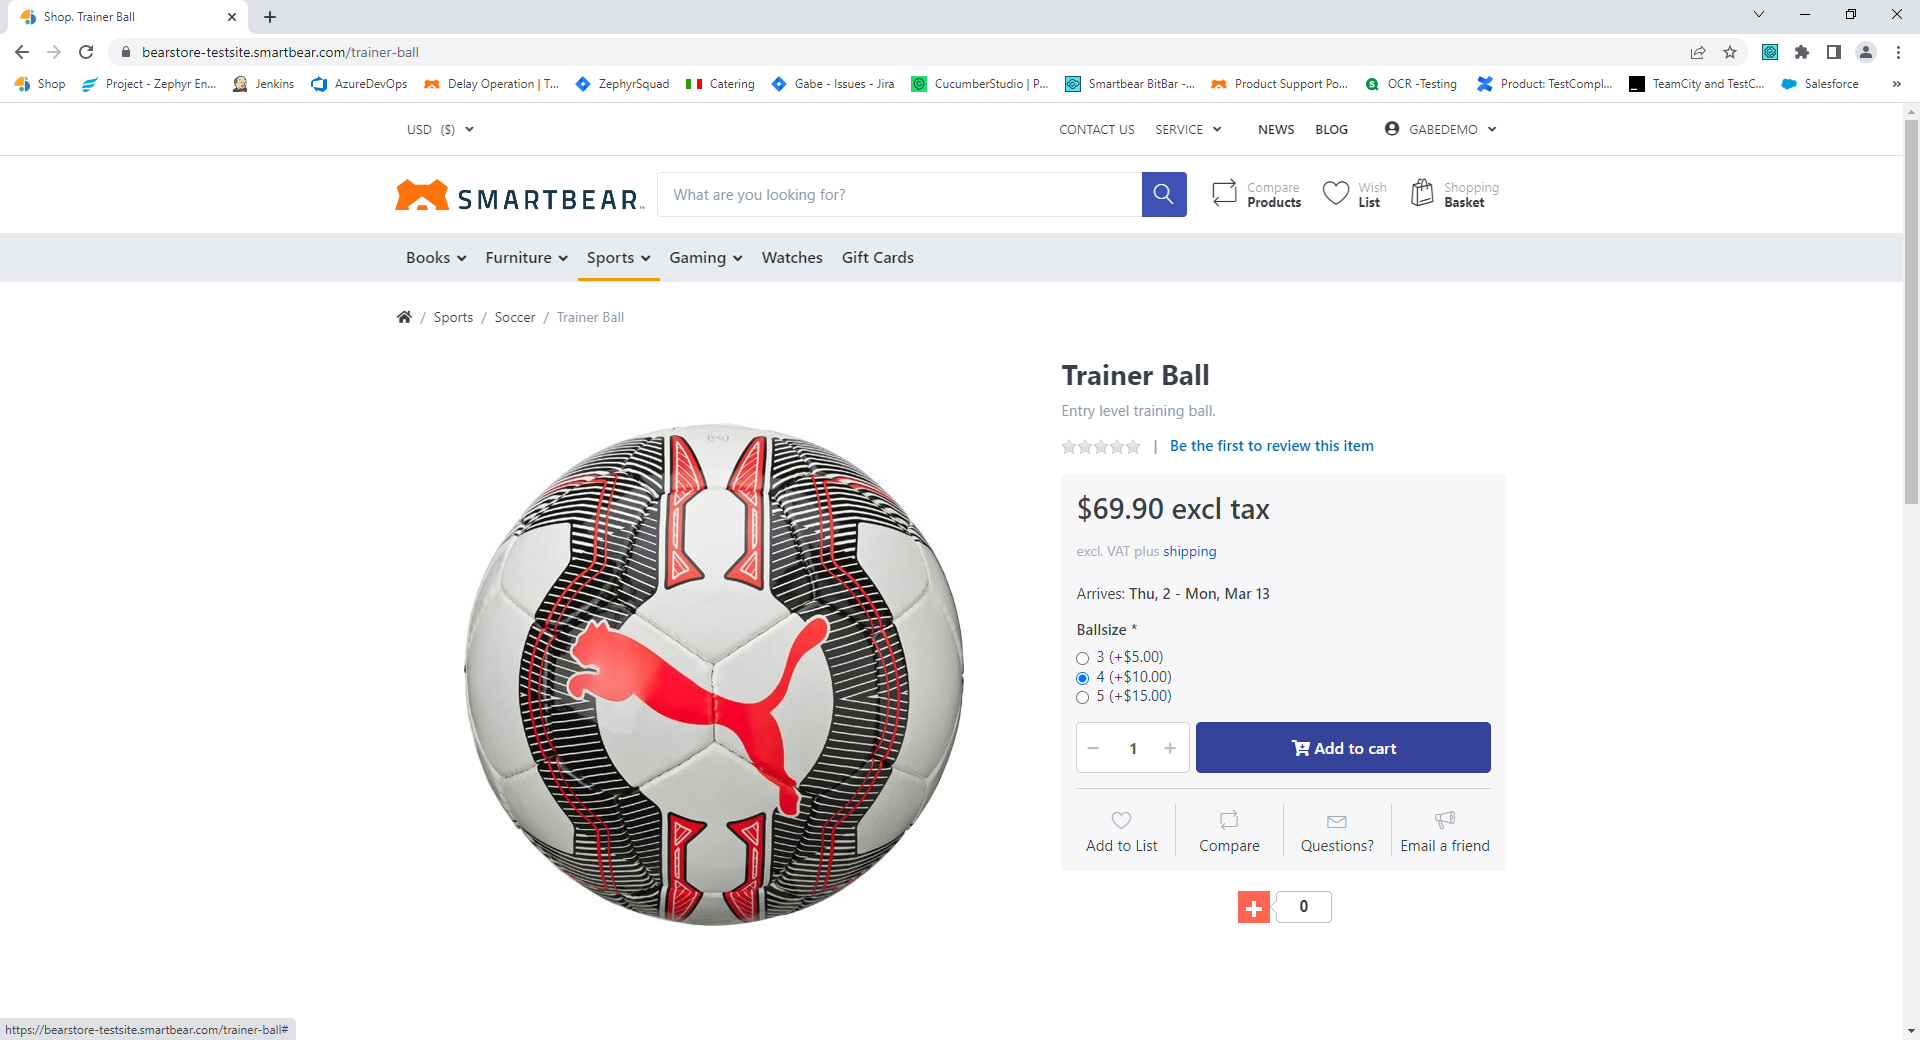 Shop. Trainer Ball
bearstore-testsite.smartbear.com/trainer-ball
Shop
Project - Zephyr En...
Jenkins
AzureDevOps
Delay Operation | T...
ZephyrSquad
Catering
Gabe - Issues - Jira
CucumberStudio | P...
Smartbear BitBar -...
Product Support Po...
OCR -Testing
Product: TestCompl...
TeamCity and TestC...
Salesforce
»
USD ($)
CONTACT US
SERVICE
NEWS
BLOG
GABEDEMO
SMARTBEAR™
What are you looking for?
Compare
Products
Wish
List
Shopping
Basket
Books
Furniture
Sports
Gaming
Watches
Gift Cards
/ Sports / Soccer / Trainer Ball
Trainer Ball
Entry level training ball.
| Be the first to review this item
$69.90 excl tax
excl. VAT plus shipping
Arrives: Thu, 2 - Mon, Mar 13
Ballsize *
3 (+$5.00)
4 (+$10.00)
5 (+$15.00)
− 1 +
Add to cart
Add to List
Compare
Questions?
Email a friend
0
https://bearstore-testsite.smartbear.com/trainer-ball#